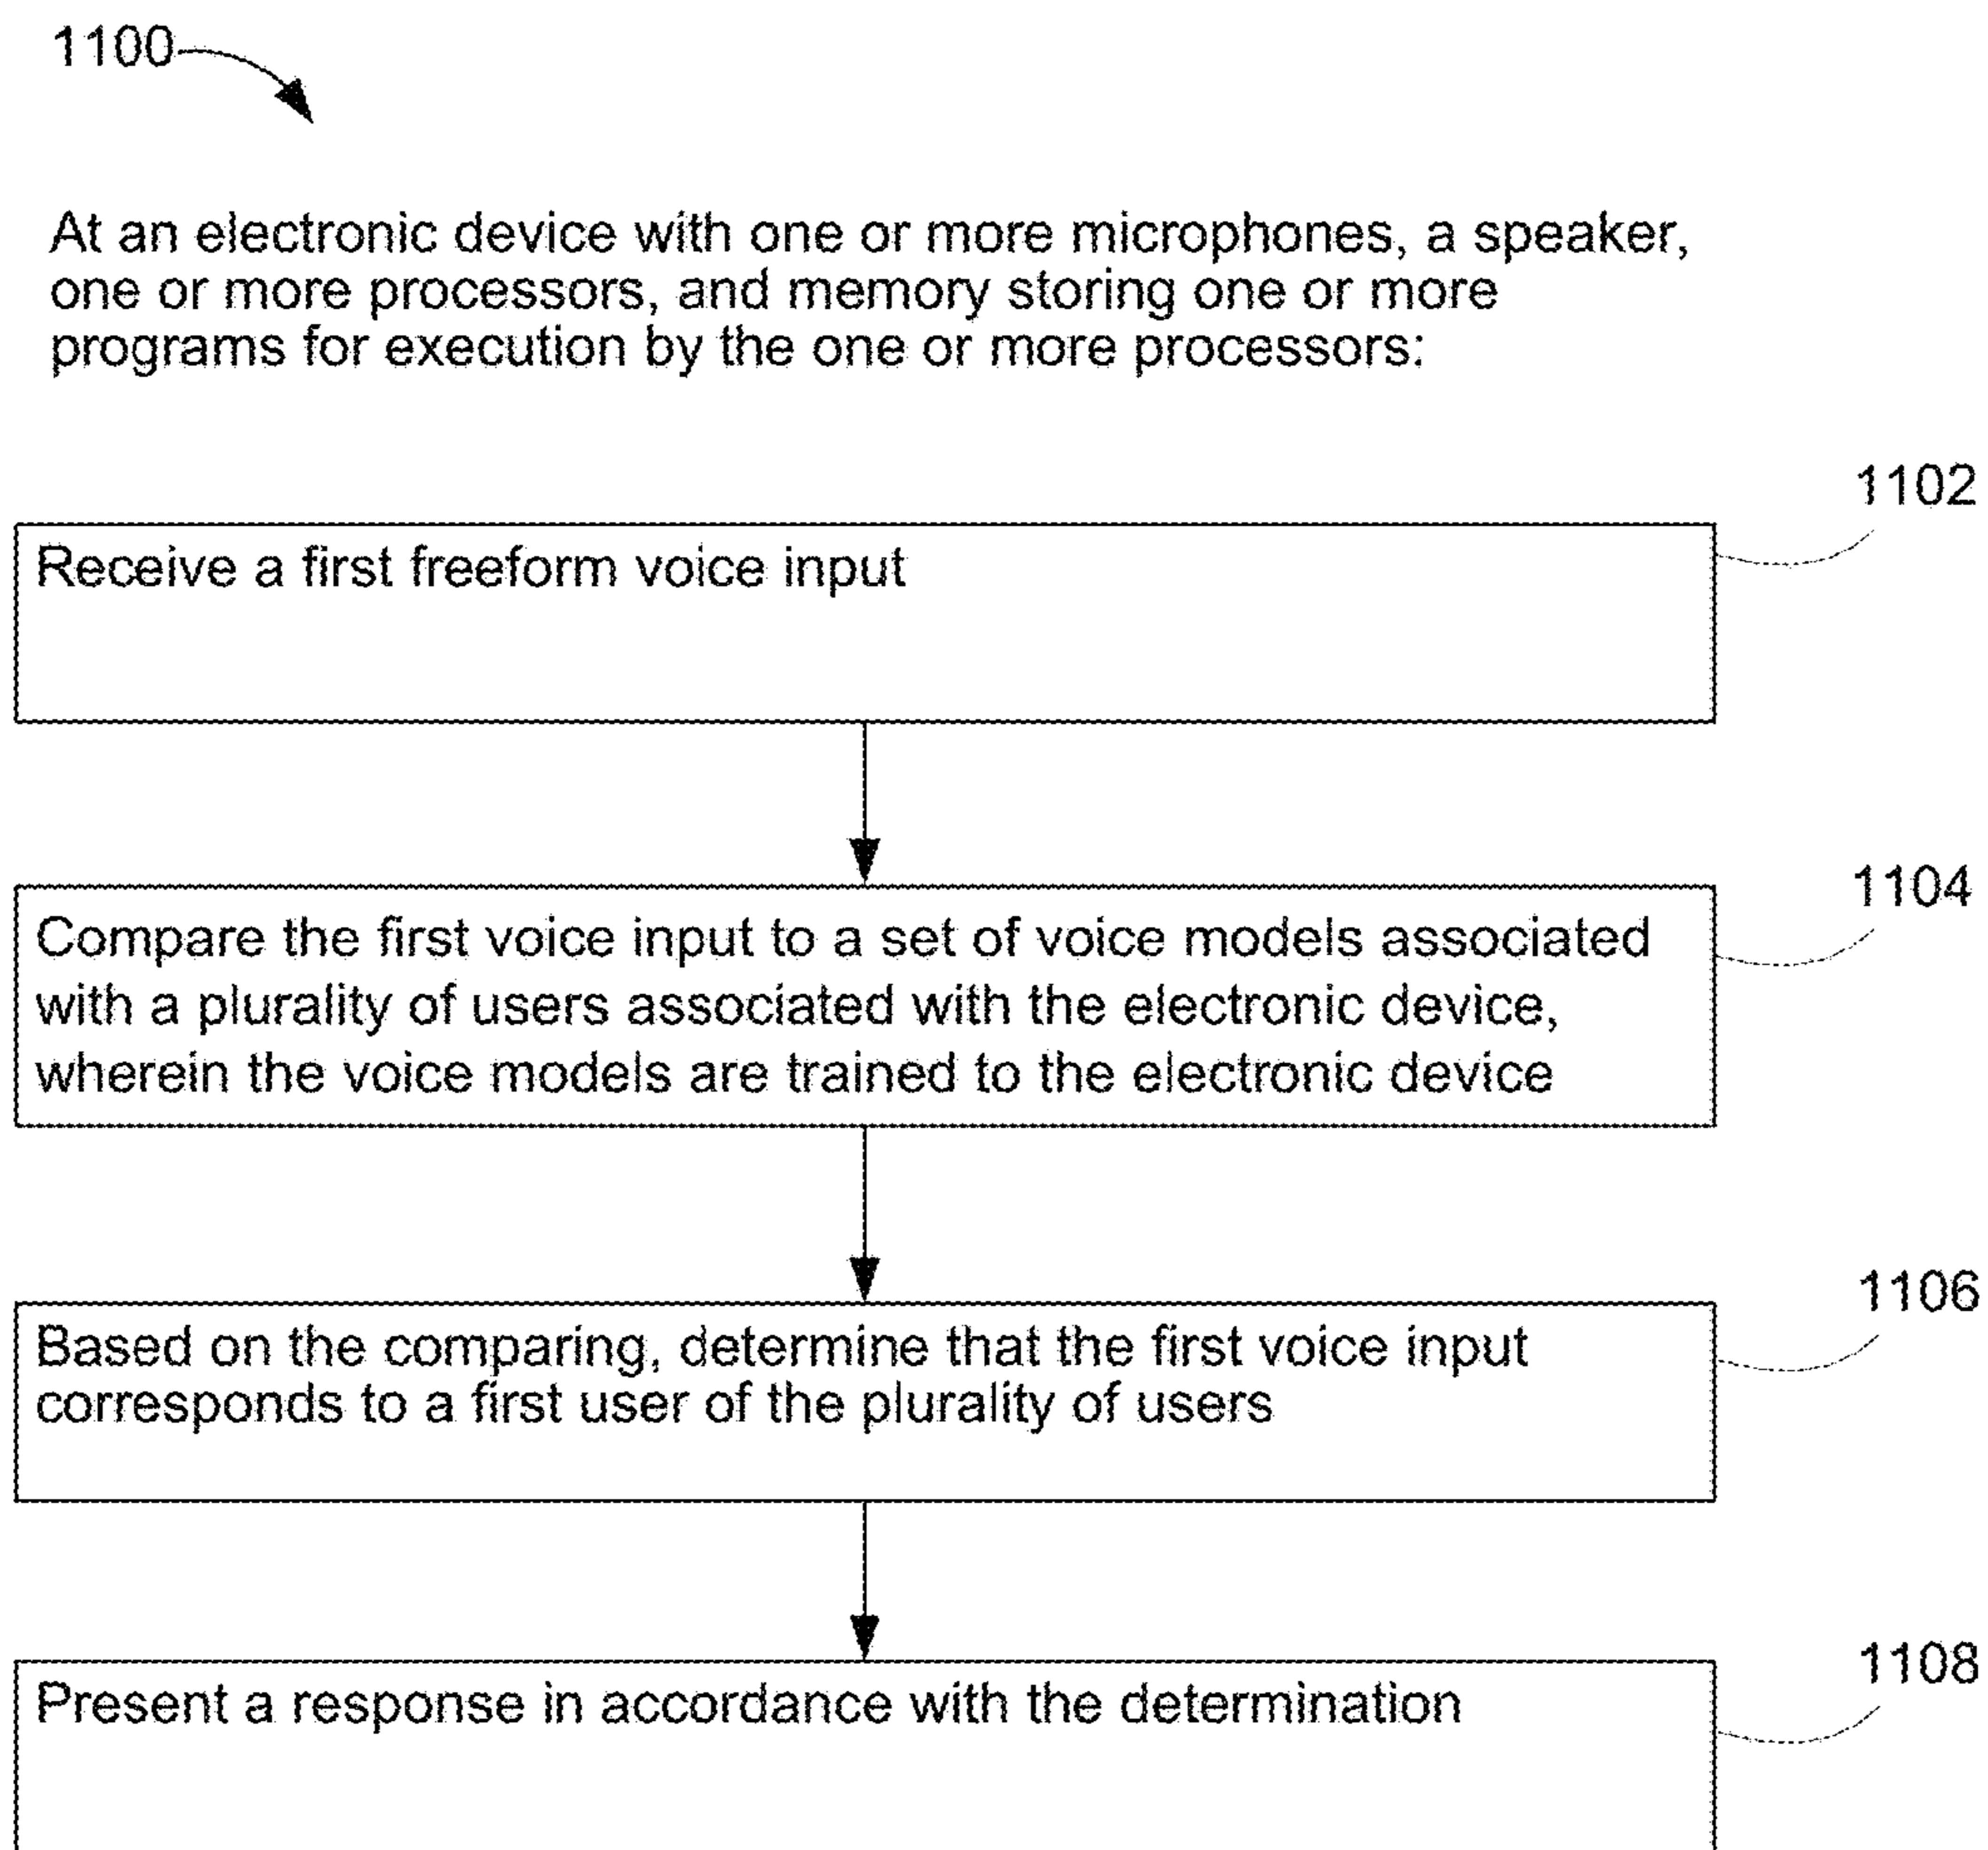 1100
At an electronic device with one or more microphones, a speaker,
one or more processors, and memory storing one or more
programs for execution by the one or more processors:
1102
Receive a first freeform voice input
1104
Compare the first voice input to a set of voice models associated
with a plurality of users associated with the electronic device,
wherein the voice models are trained to the electronic device
1106
Based on the comparing, determine that the first voice input
corresponds to a first user of the plurality of users
1108
Present a response in accordance with the determination